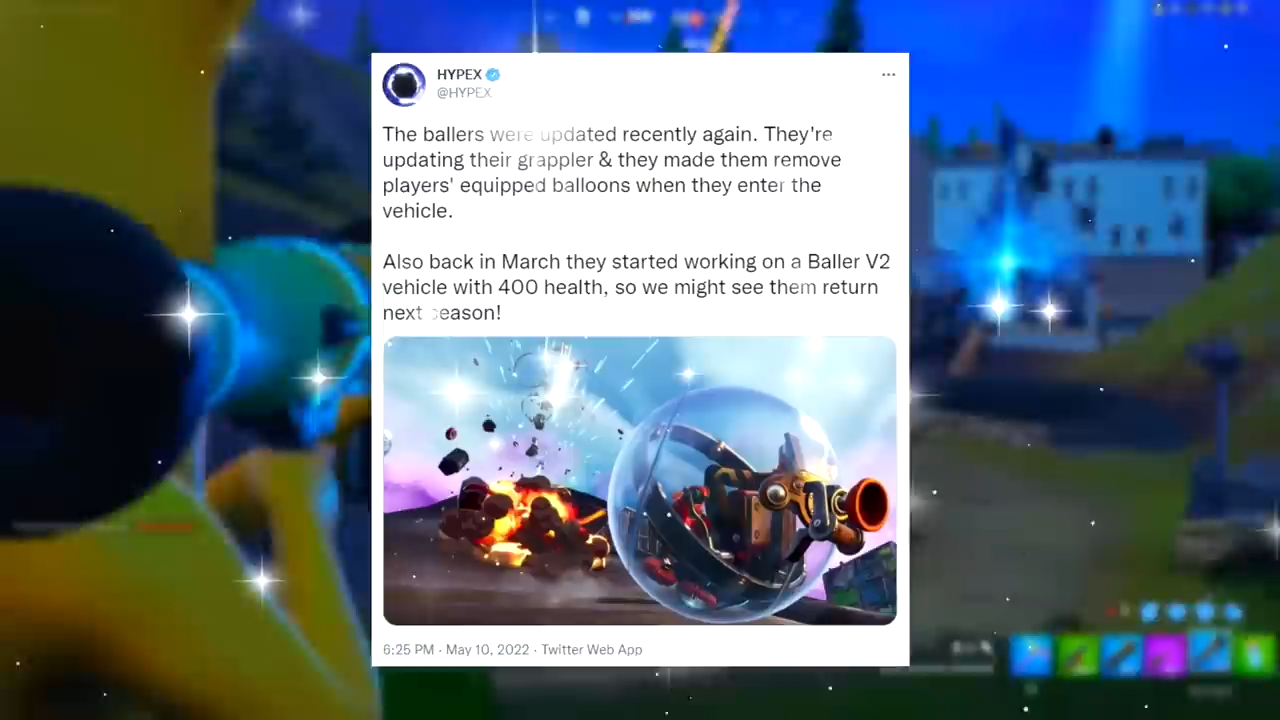 HYPEX
@HYPEX
The ballers were updated recently again. They're
updating their grappler & they made them remove
players' equipped balloons when they enter the
vehicle.
Also back in March they started working on a Baller V2
vehicle with 400 health, so we might see them return
next season!
6:25 PM · May 10, 2022 · Twitter Web App